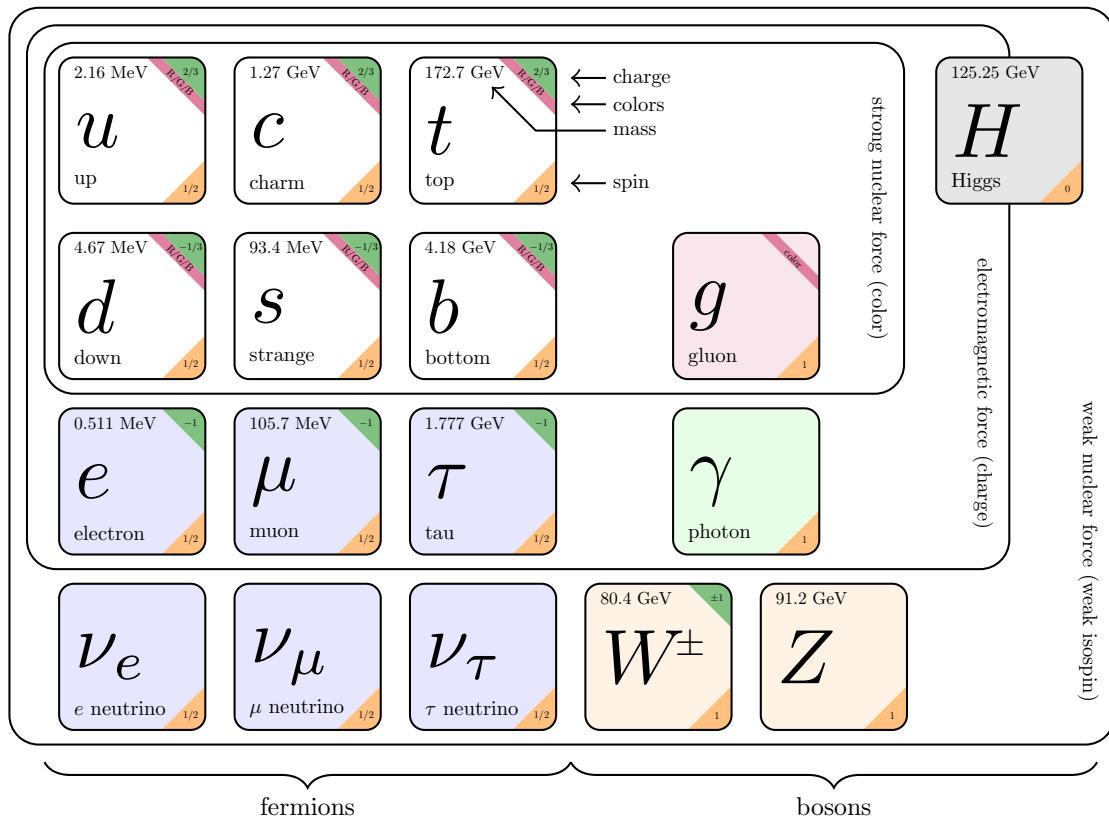 2.16 MeV
2/3
R/G/B
u
up
1/2
1.27 GeV
2/3
R/G/B
c
charm
1/2
172.7 GeV
2/3
R/G/B
t
top
1/2
charge
colors
mass
spin
125.25 GeV
H
Higgs
0
4.67 MeV
−1/3
R/G/B
d
down
1/2
93.4 MeV
−1/3
R/G/B
s
strange
1/2
4.18 GeV
−1/3
R/G/B
b
bottom
1/2
color
g
gluon
1
strong nuclear force (color)
0.511 MeV
−1
e
electron
1/2
105.7 MeV
−1
μ
muon
1/2
1.777 GeV
−1
τ
tau
1/2
γ
photon
1
electromagnetic force (charge)
νe
e neutrino
1/2
νμ
μ neutrino
1/2
ντ
τ neutrino
1/2
80.4 GeV
±1
W±
1
91.2 GeV
Z
1
weak nuclear force (weak isospin)
fermions
bosons